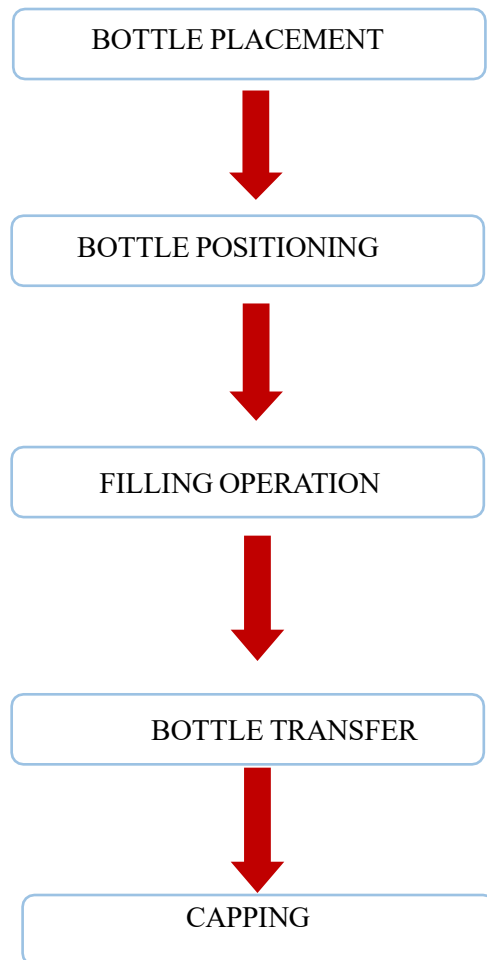 BOTTLE PLACEMENT
BOTTLE POSITIONING
FILLING OPERATION
BOTTLE TRANSFER
CAPPING